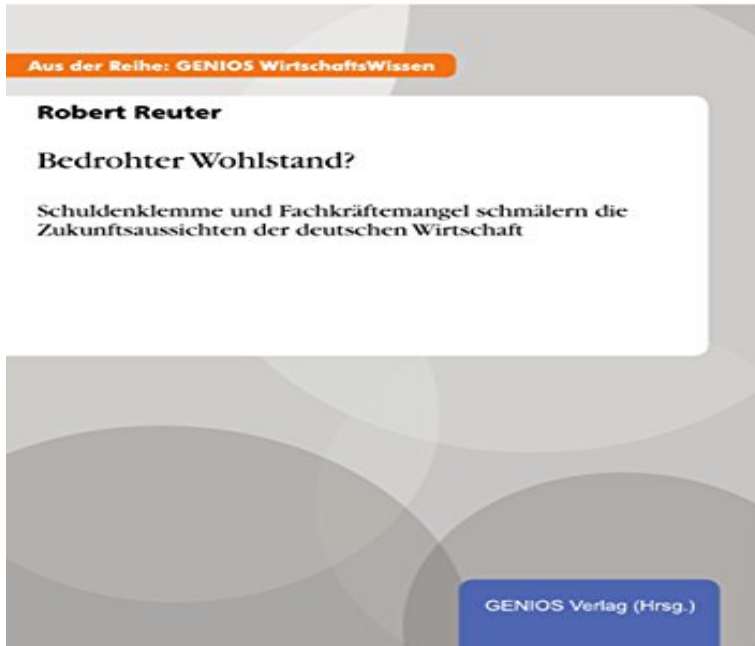 Aus der Reihe: GENIOS WirtschaftsWissen
Robert Reuter
Bedrohter Wohlstand?
Schuldenklemme und Fachkräftemangel schmälern die
Zukunftsaussichten der deutschen Wirtschaft
GENIOS Verlag (Hrsg.)